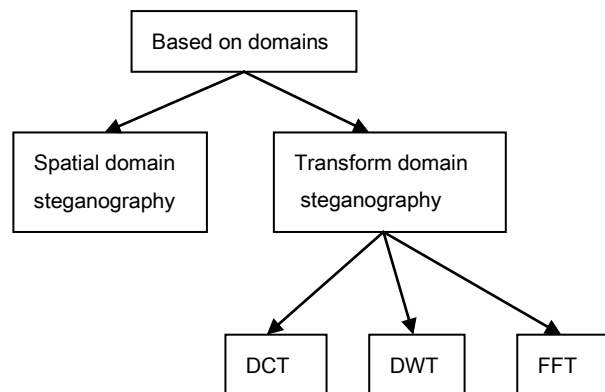 Based on domains
Spatial domain
steganography
Transform domain
steganography
DCT
DWT
FFT